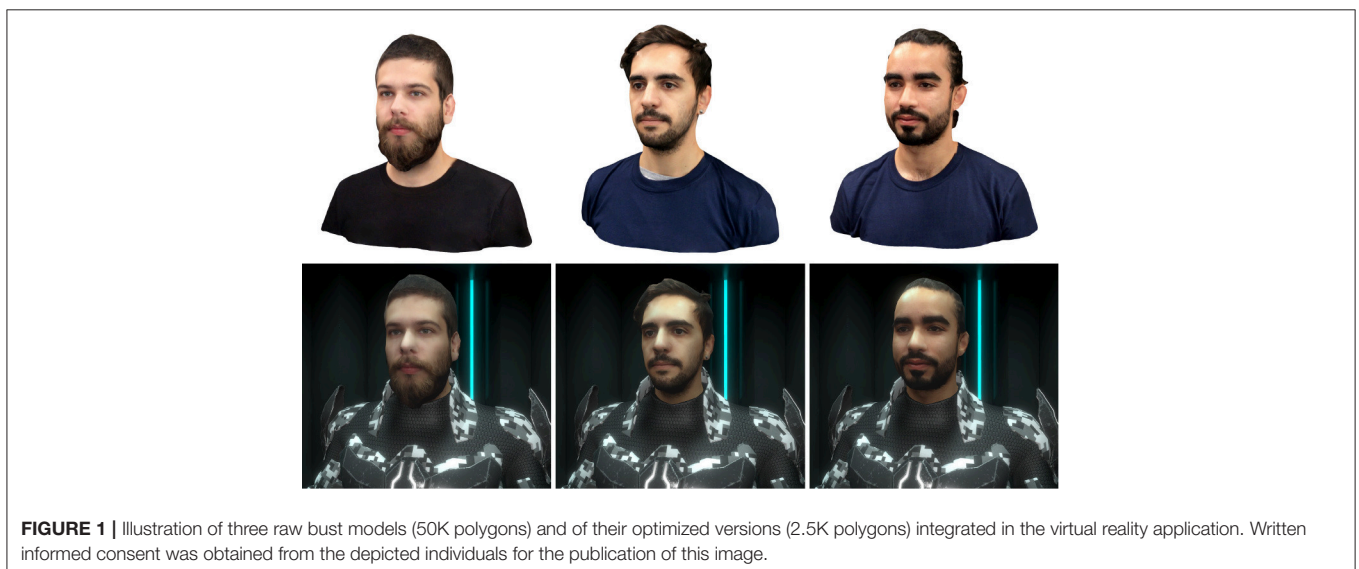 FIGURE 1 | Illustration of three raw bust models (50K polygons) and of their optimized versions (2.5K polygons) integrated in the virtual reality application. Written
informed consent was obtained from the depicted individuals for the publication of this image.